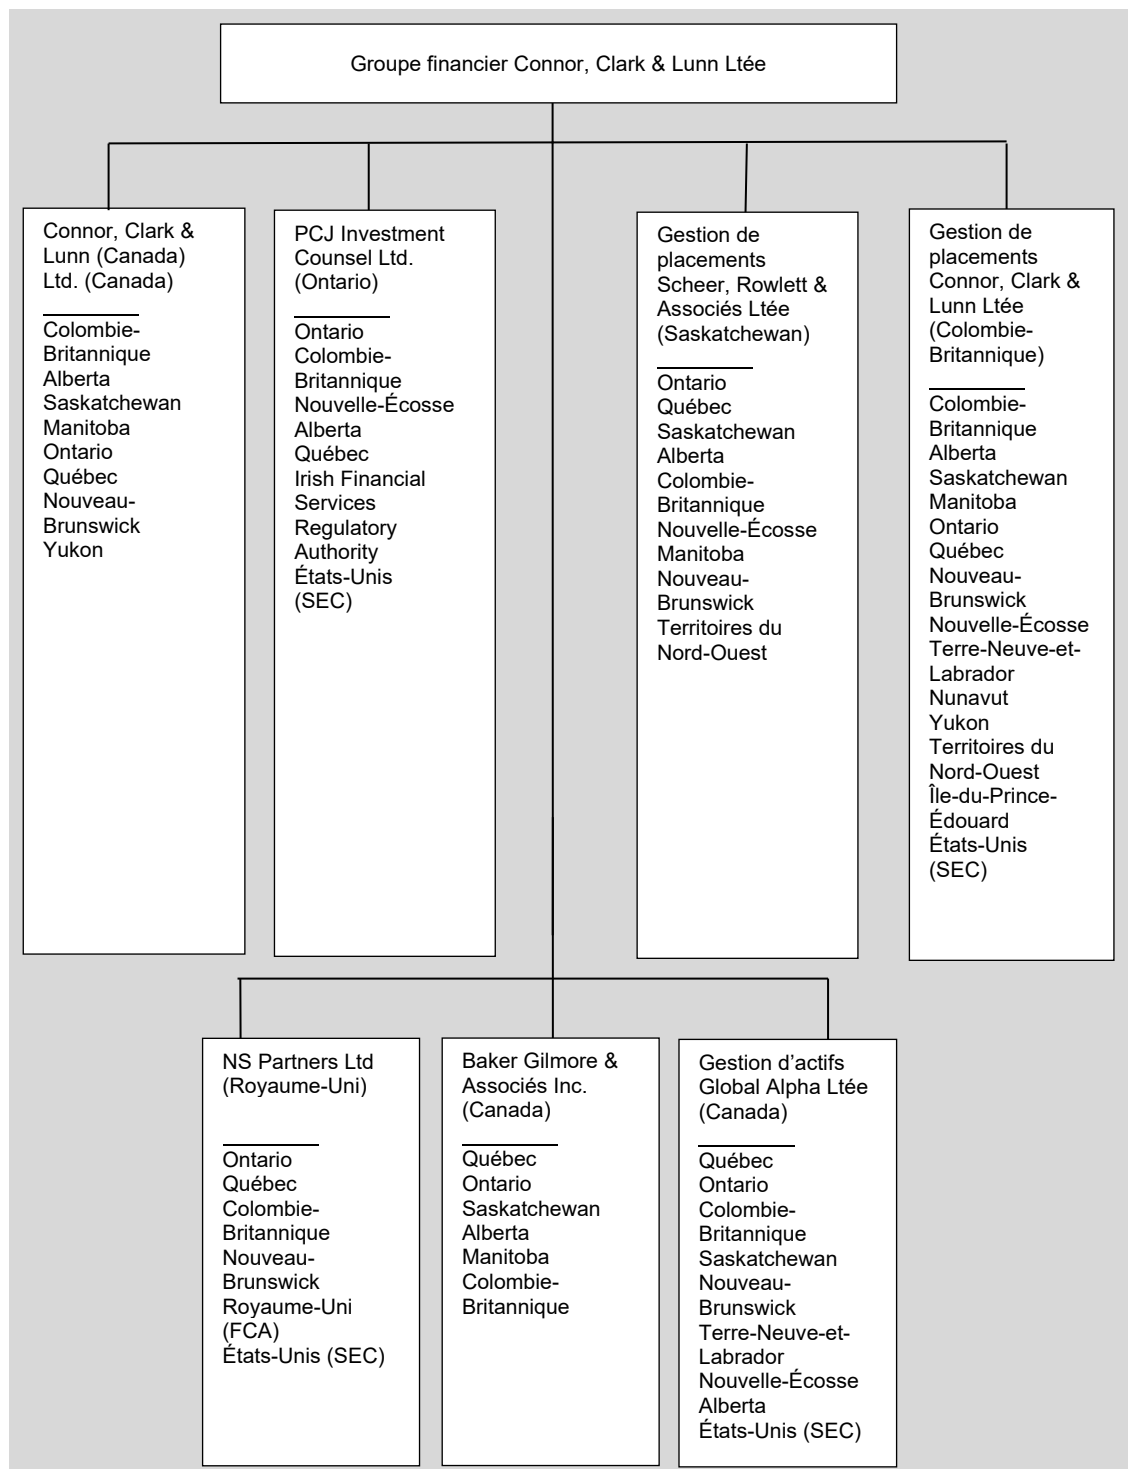 Groupe financier Connor, Clark & Lunn Ltée
Connor, Clark &
Lunn (Canada)
Ltd. (Canada)
Colombie-
Britannique
Alberta
Saskatchewan
Manitoba
Ontario
Québec
Nouveau-
Brunswick
Yukon
PCJ Investment
Counsel Ltd.
(Ontario)
Ontario
Colombie-
Britannique
Nouvelle-Écosse
Alberta
Québec
Irish Financial
Services
Regulatory
Authority
États-Unis
(SEC)
Gestion de
placements
Scheer, Rowlett &
Associés Ltée
(Saskatchewan)
Ontario
Québec
Saskatchewan
Alberta
Colombie-
Britannique
Nouvelle-Écosse
Manitoba
Nouveau-
Brunswick
Territoires du
Nord-Ouest
Gestion de
placements
Connor, Clark &
Lunn Ltée
(Colombie-
Britannique)
Colombie-
Britannique
Alberta
Saskatchewan
Manitoba
Ontario
Québec
Nouveau-
Brunswick
Nouvelle-Écosse
Terre-Neuve-et-
Labrador
Nunavut
Yukon
Territoires du
Nord-Ouest
Île-du-Prince-
Édouard
États-Unis
(SEC)
NS Partners Ltd
(Royaume-Uni)
Ontario
Québec
Colombie-
Britannique
Nouveau-
Brunswick
Royaume-Uni
(FCA)
États-Unis (SEC)
Baker Gilmore &
Associés Inc.
(Canada)
Québec
Ontario
Saskatchewan
Alberta
Manitoba
Colombie-
Britannique
Gestion d’actifs
Global Alpha Ltée
(Canada)
Québec
Ontario
Colombie-
Britannique
Saskatchewan
Nouveau-
Brunswick
Terre-Neuve-et-
Labrador
Nouvelle-Écosse
Alberta
États-Unis (SEC)